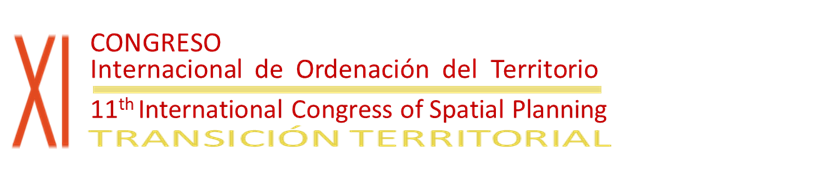 XI
CONGRESO
Internacional de Ordenación del Territorio
11th International Congress of Spatial Planning
TRANSICIÓN TERRITORIAL